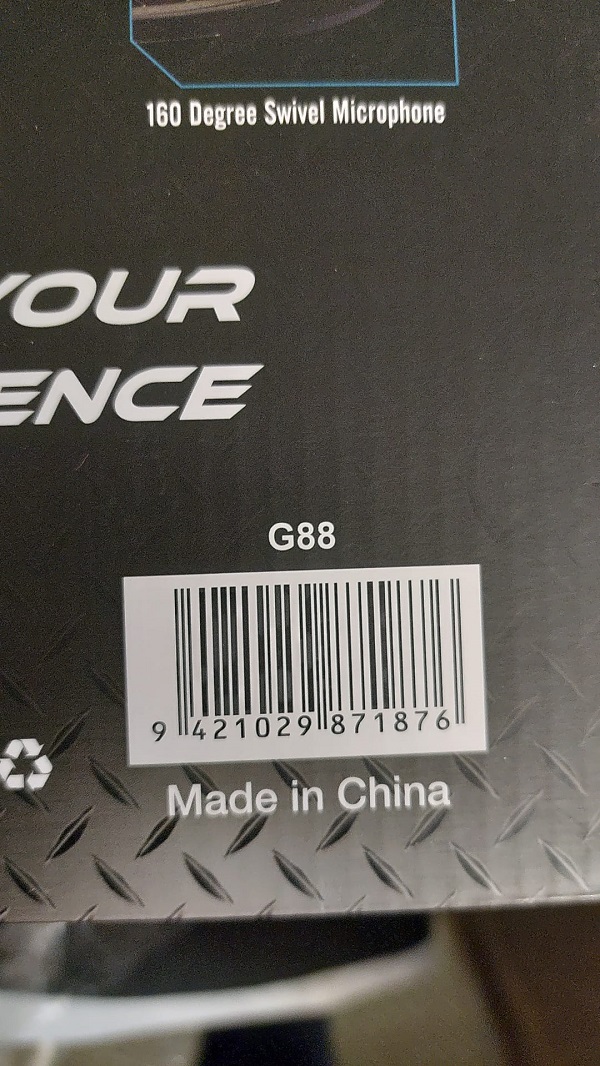 160 Degree Swivel Microphone
YOUR
ENCE
G88
9 421029 871876
Made in China